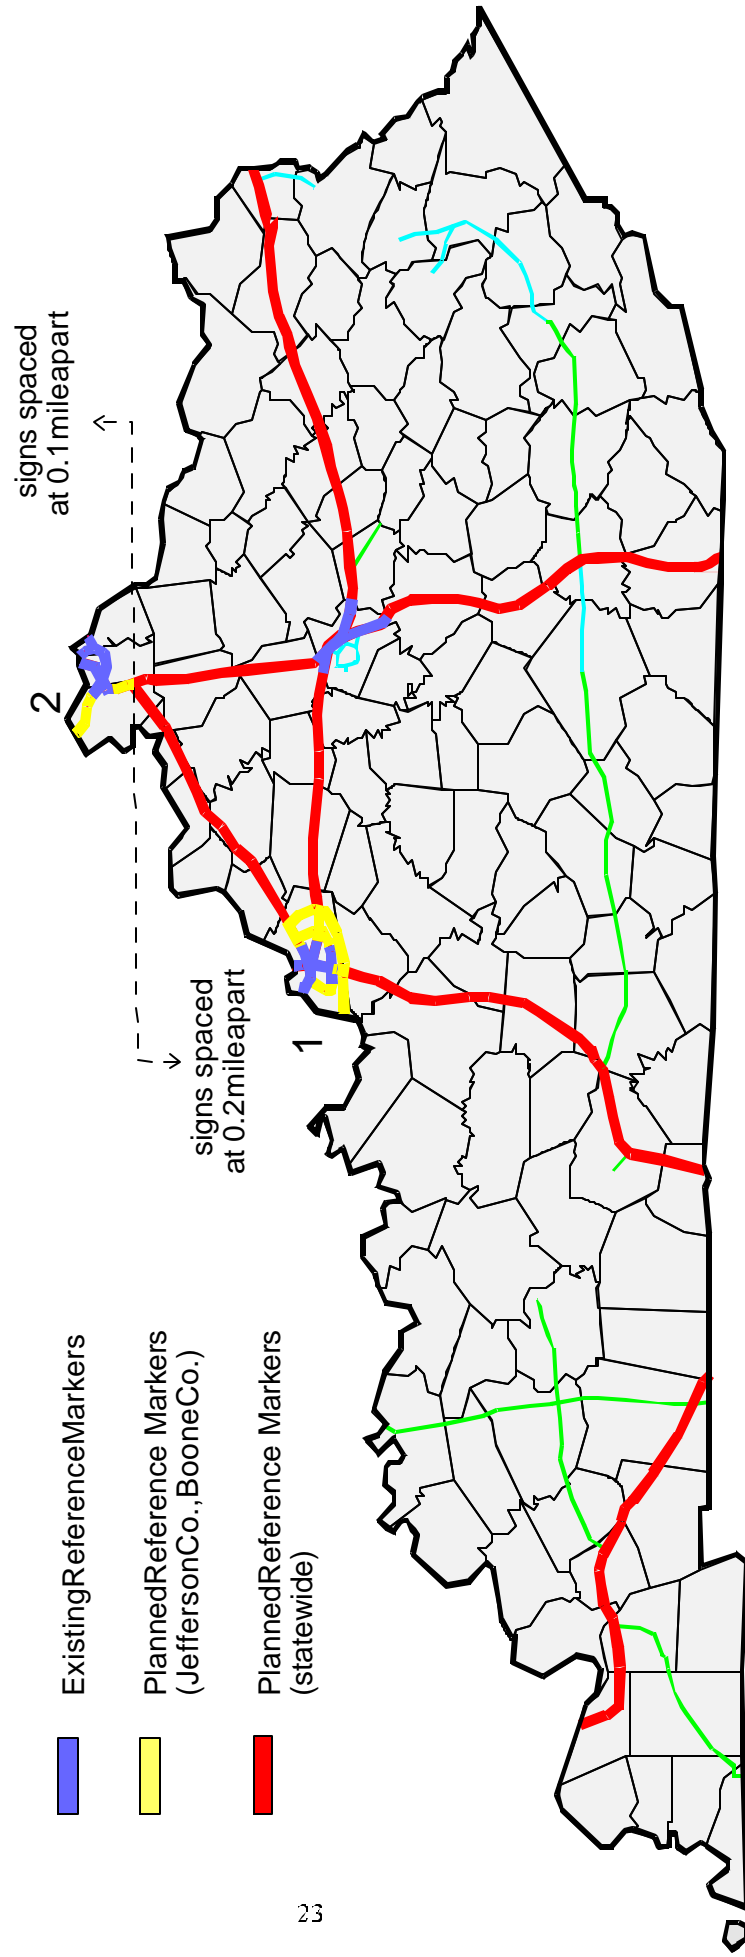 ExistingReferenceMarkers
PlannedReference Markers
(JeffersonCo.,BooneCo.)
PlannedReference Markers
(statewide)
signs spaced
at 0.2mileapart
1
2
signs spaced
at 0.1mileapart
23